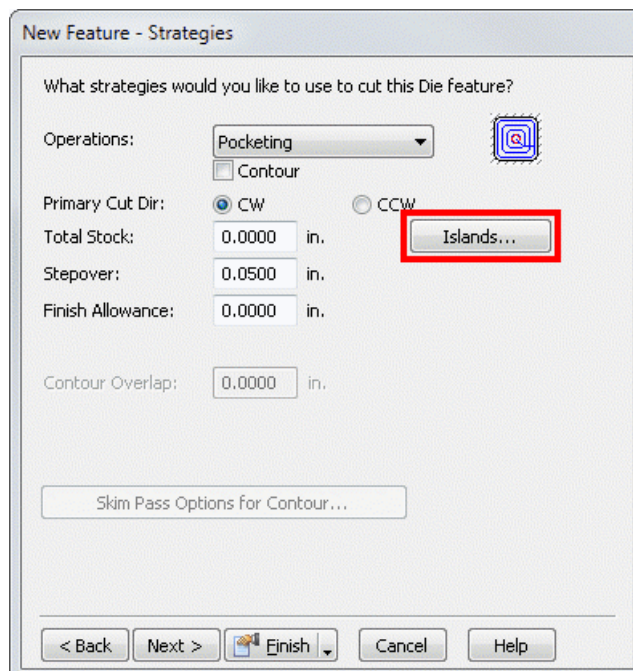 New Feature - Strategies
What strategies would you like to use to cut this Die feature?
Operations: Pocketing
Contour
Primary Cut Dir: CW CCW
Total Stock: 0.0000 in. Islands...
Stepover: 0.0500 in.
Finish Allowance: 0.0000 in.
Contour Overlap: 0.0000 in.
Skim Pass Options for Contour...
< Back Next > Finish Cancel Help